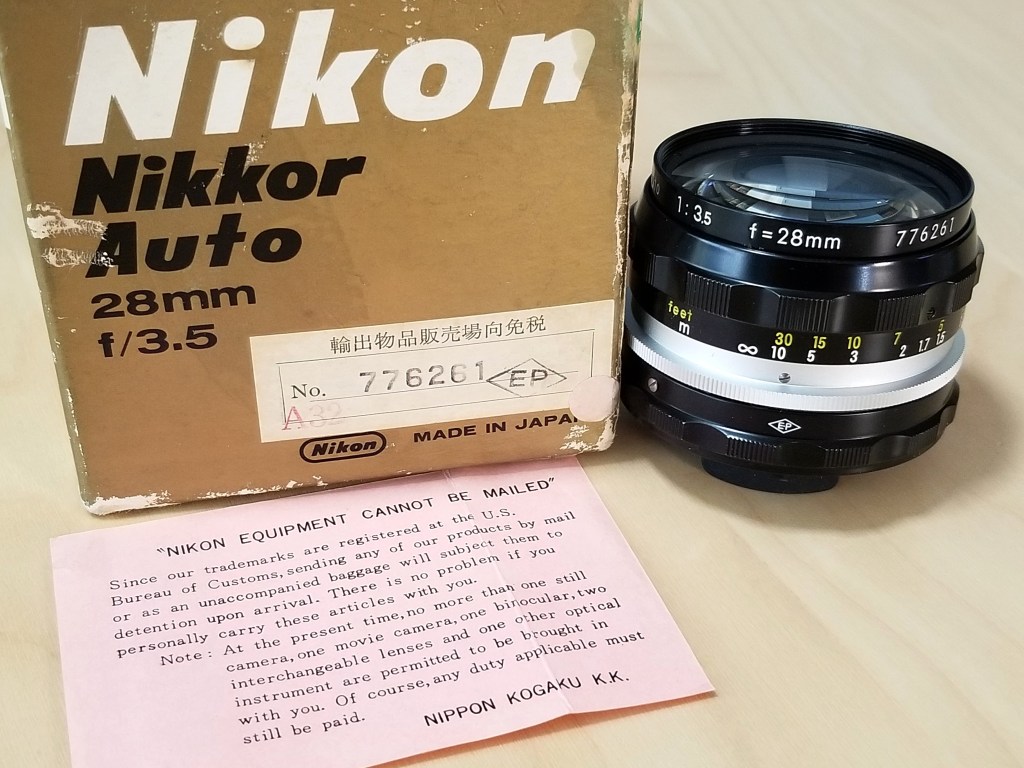 Nikon
Nikkor
Auto
28mm
f/3.5
輸出物品販売場向免税
No. 776261 EP
A32
Nikon MADE IN JAPAN
1:3.5 f=28mm 776261
feet 30 15 10 7 5
m ∞ 10 5 3 2 1.7 1.5
EP
"NIKON EQUIPMENT CANNOT BE MAILED"
Since our trademarks are registered at the U.S.
Bureau of Customs, sending any of our products by mail
or as an unaccompanied baggage will subject them to
detention upon arrival. There is no problem if you
personally carry these articles with you.
Note: At the present time, no more than one still
camera, one movie camera, one binocular, two
interchangeable lenses and one other optical
instrument are permitted to be brought in
with you. Of course, any duty applicable must
still be paid.
NIPPON KOGAKU K.K.